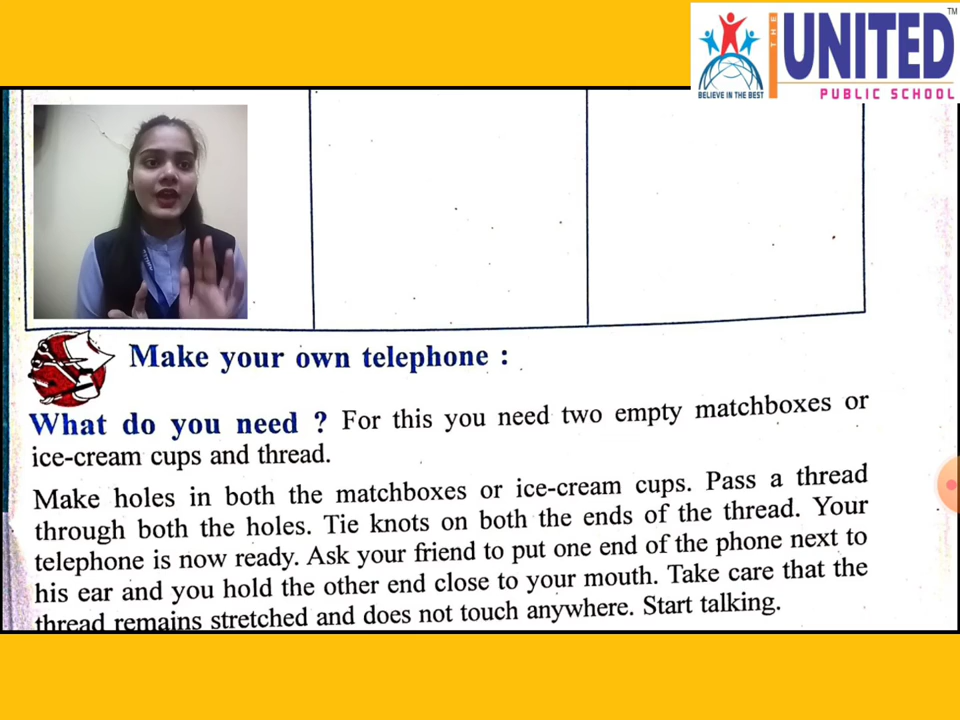 THE UNITED TM
PUBLIC SCHOOL
BELIEVE IN THE BEST
Make your own telephone :
What do you need ? For this you need two empty matchboxes or
ice-cream cups and thread.
Make holes in both the matchboxes or ice-cream cups. Pass a thread
through both the holes. Tie knots on both the ends of the thread. Your
telephone is now ready. Ask your friend to put one end of the phone next to
his ear and you hold the other end close to your mouth. Take care that the
thread remains stretched and does not touch anywhere. Start talking.